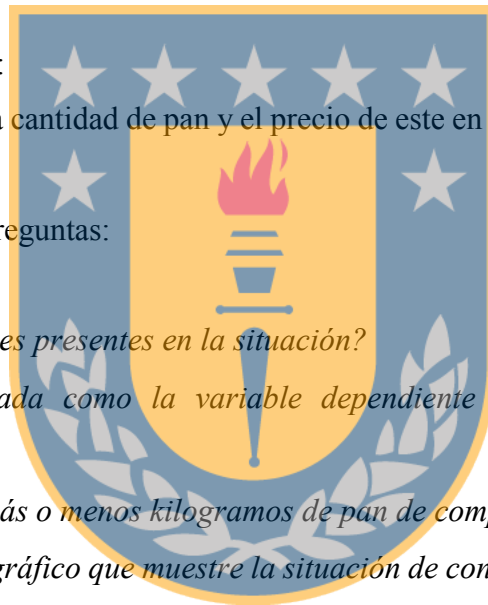 :
cantidad de pan y el precio de este en
reguntas:
es presentes en la situación?
ada como la variable dependiente
ás o menos kilogramos de pan de comp
gráfico que muestre la situación de con